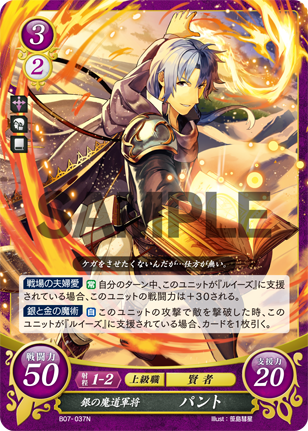 3
2
SAMPLE
ケガをさせたくないんだが…仕方が無い。
戦場の夫婦愛 常 自分のターン中、このユニットが『ルイーズ』に支援
されている場合、このユニットの戦闘力は+30される。
銀と金の魔術 自 このユニットの攻撃で敵を撃破した時、この
ユニットが『ルイーズ』に支援されている場合、カードを1枚引く。
戦闘力
50
射程 1-2 上級職 賢者
支援力
20
銀の魔道軍将 パント
B07-037N
Illust：笹島彗星